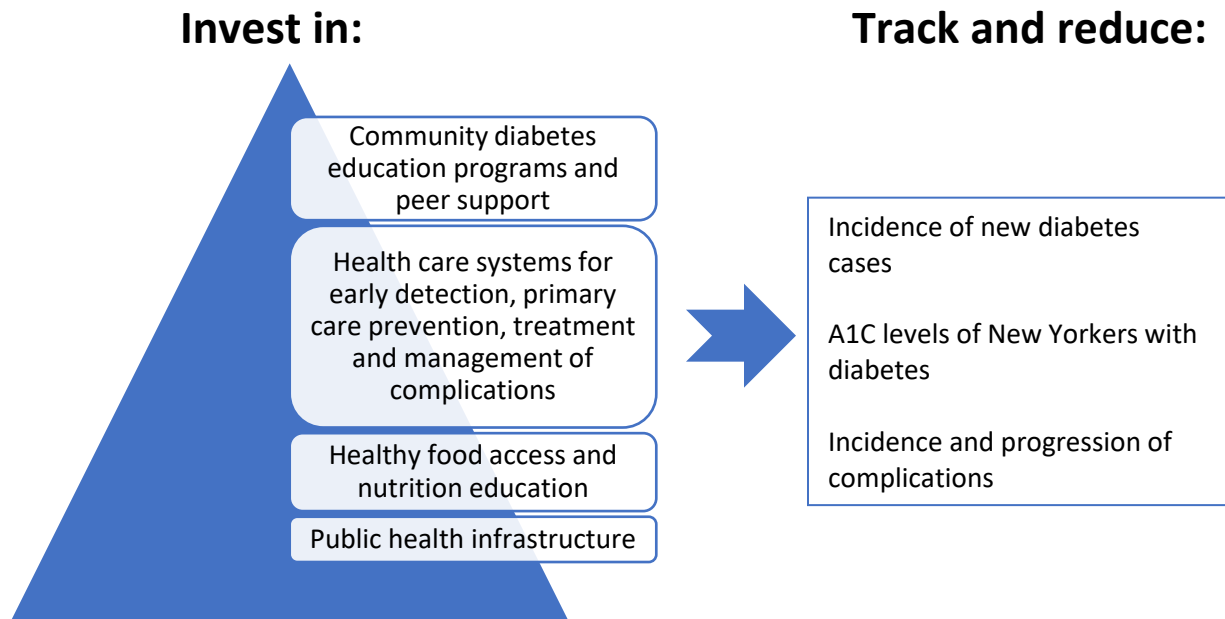 Invest in:
Track and reduce:
Community diabetes
education programs and
peer support
Health care systems for
early detection, primary
care prevention, treatment
and management of
complications
Healthy food access and
nutrition education
Public health infrastructure
Incidence of new diabetes
cases
A1C levels of New Yorkers with
diabetes
Incidence and progression of
complications